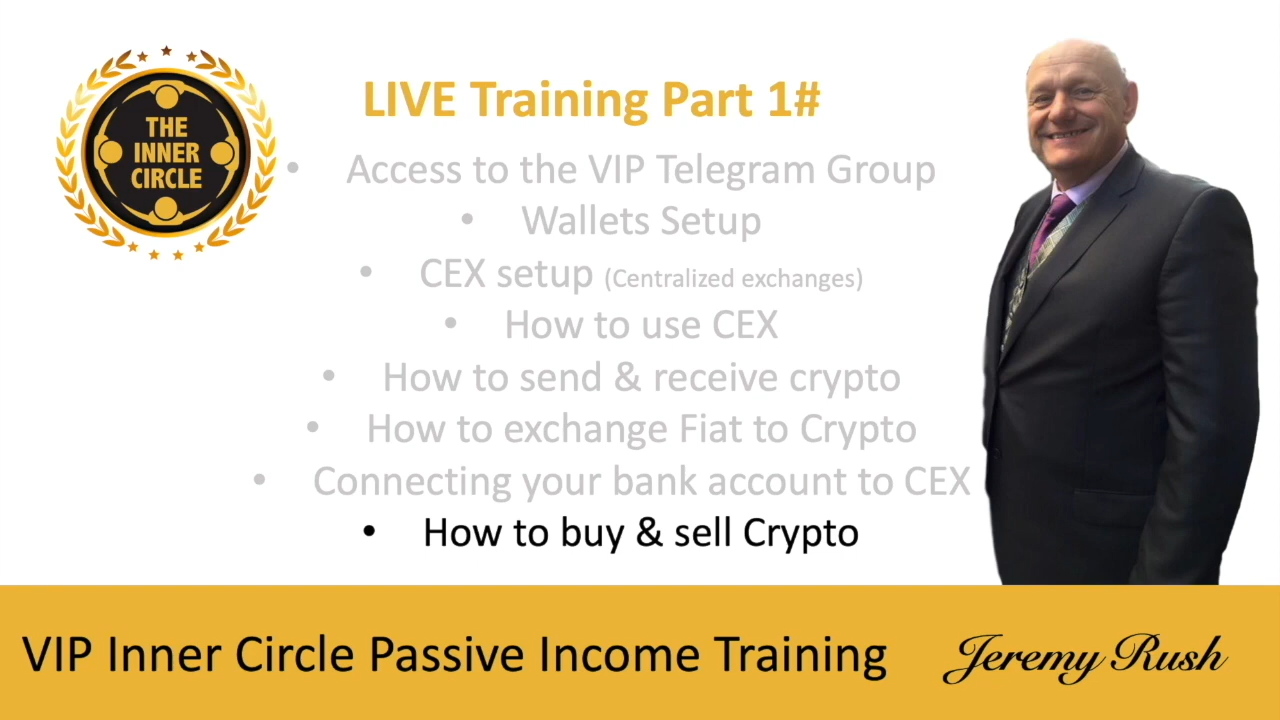 THE
INNER
CIRCLE
LIVE Training Part 1#
• Access to the VIP Telegram Group
• Wallets Setup
• CEX setup (Centralized exchanges)
• How to use CEX
• How to send & receive crypto
• How to exchange Fiat to Crypto
• Connecting your bank account to CEX
• How to buy & sell Crypto
VIP Inner Circle Passive Income Training
Jeremy Rush